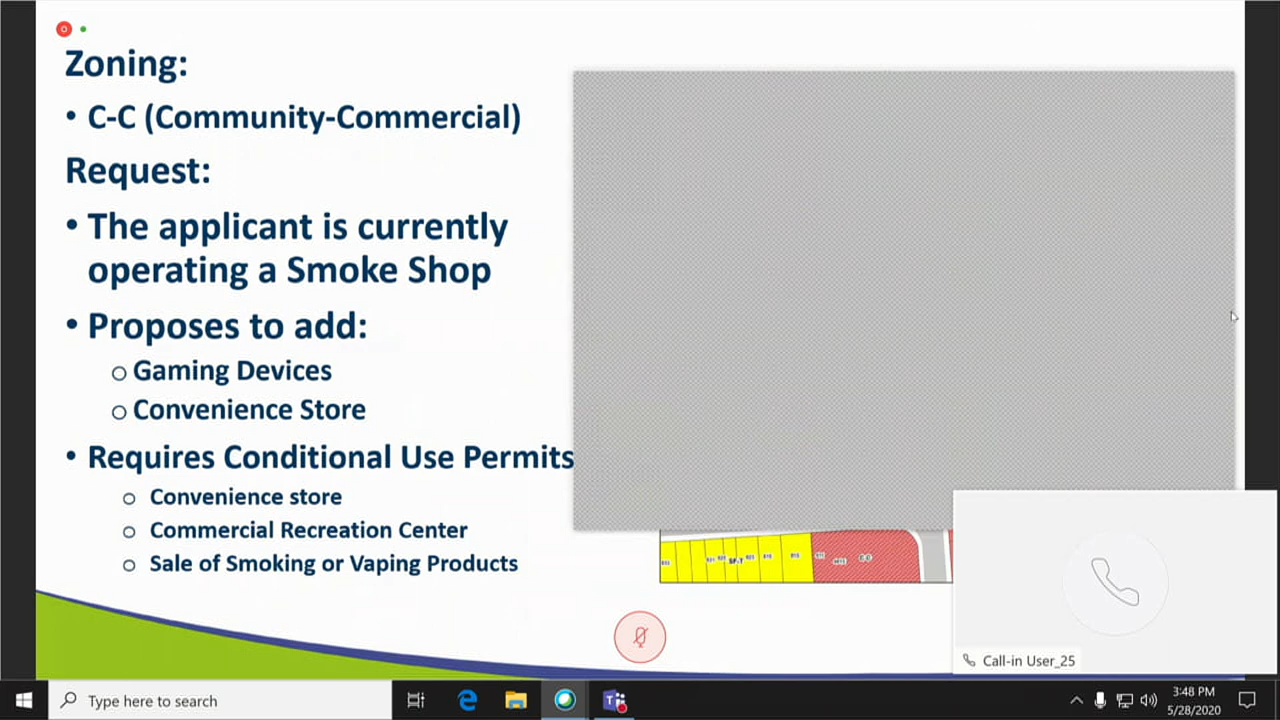 Zoning:
• C-C (Community-Commercial)
Request:
• The applicant is currently
operating a Smoke Shop
• Proposes to add:
o Gaming Devices
o Convenience Store
• Requires Conditional Use Permits
o Convenience store
o Commercial Recreation Center
o Sale of Smoking or Vaping Products
SF-7
C-C
Call-in User_25
Type here to search
3:48 PM
5/28/2020